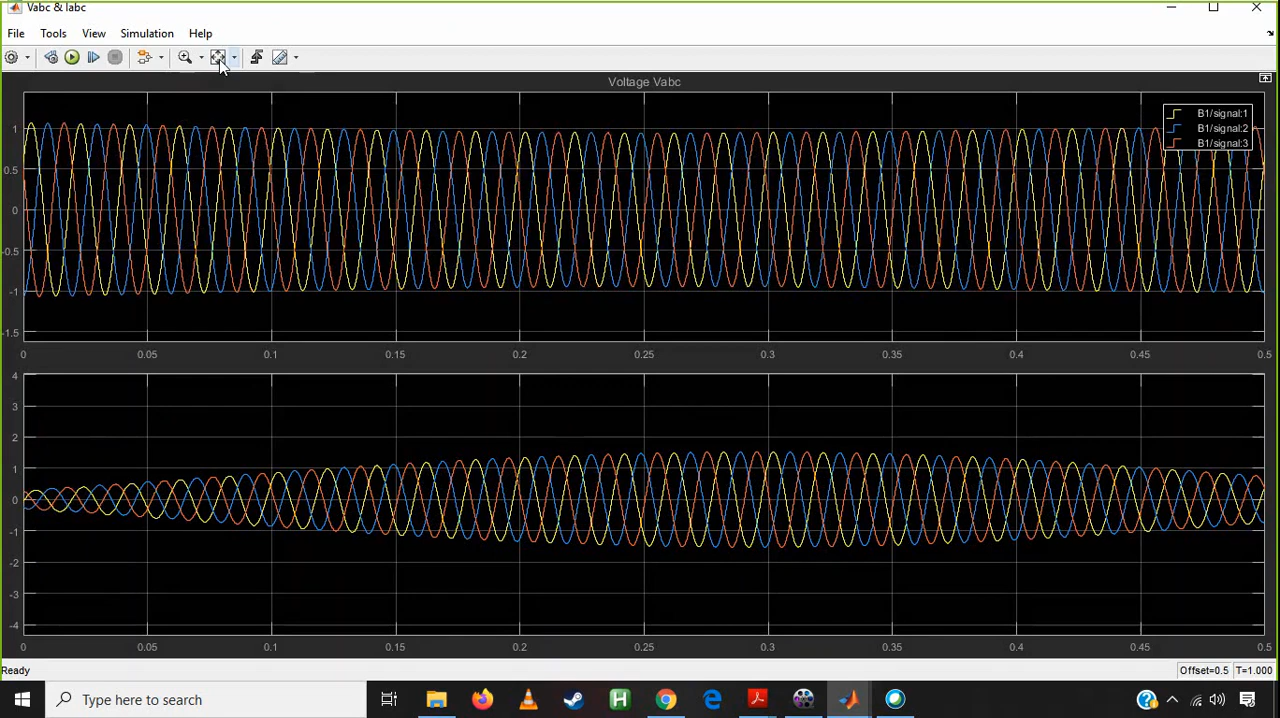 Vabc & Iabc
File Tools View Simulation Help
Voltage Vabc
B1/signal:1
B1/signal:2
B1/signal:3
1
0.5
0
-0.5
-1
-1.5
0 0.05 0.1 0.15 0.2 0.25 0.3 0.35 0.4 0.45 0.5
4
3
2
1
0
-1
-2
-3
-4
0 0.05 0.1 0.15 0.2 0.25 0.3 0.35 0.4 0.45 0.5
Ready Offset=0.5 T=1.000
Type here to search